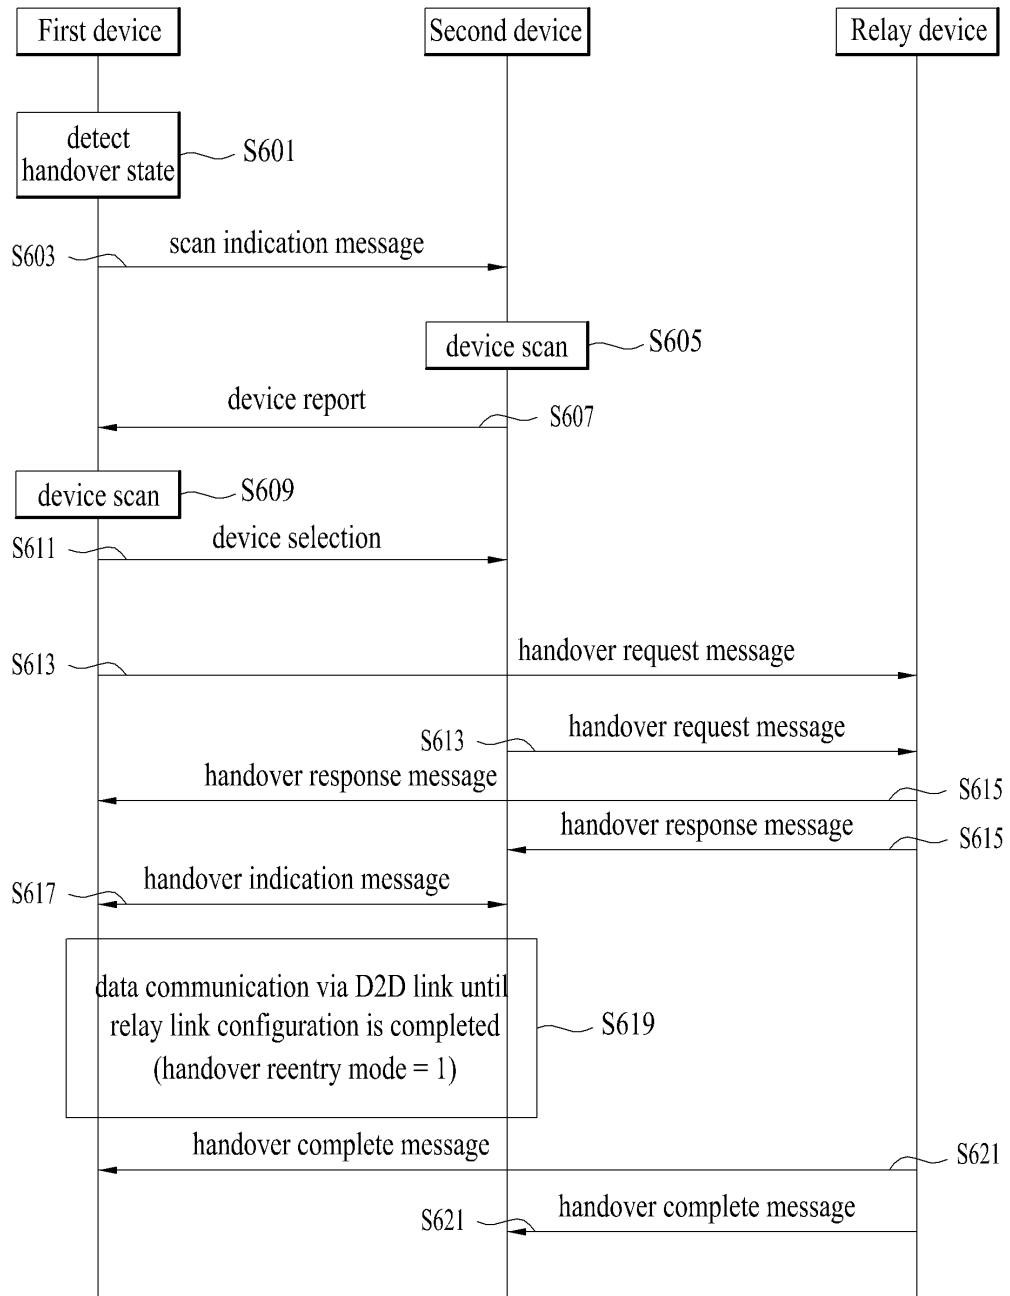 First device
Second device
Relay device
detect
handover state
S601
scan indication message
S603
device scan
S605
device report
S607
device scan
S609
device selection
S611
handover request message
S613
handover request message
S613
handover response message
S615
handover response message
S615
handover indication message
S617
data communication via D2D link until
relay link configuration is completed
(handover reentry mode = 1)
S619
handover complete message
S621
handover complete message
S621